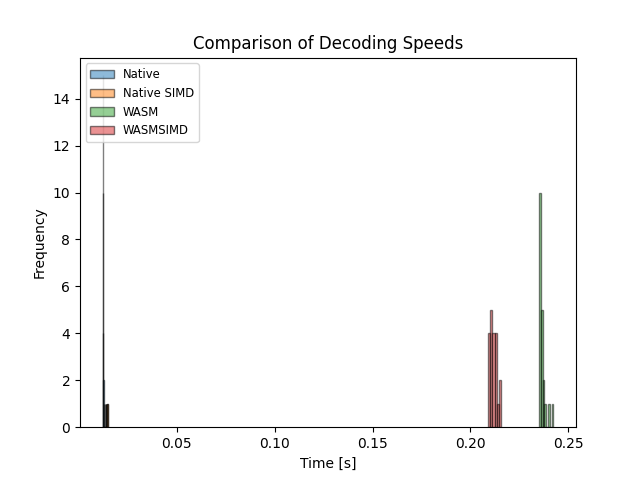 Comparison of Decoding Speeds
Native
Native SIMD
WASM
WASMSIMD
14
12
10
8
6
4
2
0
Frequency
0.05
0.10
0.15
0.20
0.25
Time [s]